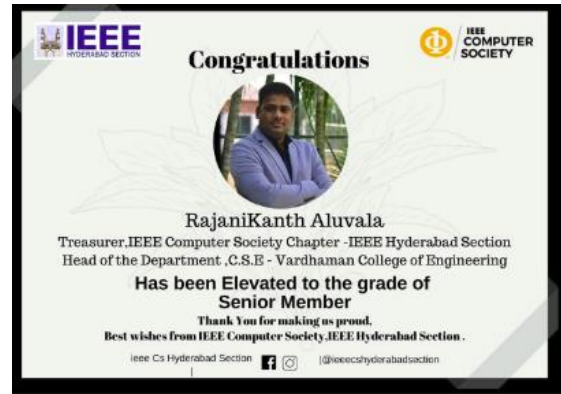 IEEE
HYDERABAD SECTION
IEEE
COMPUTER
SOCIETY
Congratulations
RajaniKanth Aluvala
Treasurer,IEEE Computer Society Chapter -IEEE Hyderabad Section
Head of the Department ,C.S.E - Vardhaman College of Engineering
Has been Elevated to the grade of
Senior Member
Thank You for making us proud,
Best wishes from IEEE Computer Society,IEEE Hyderabad Section .
ieee Cs Hyderabad Section |@ieeecshyderabadsection
|